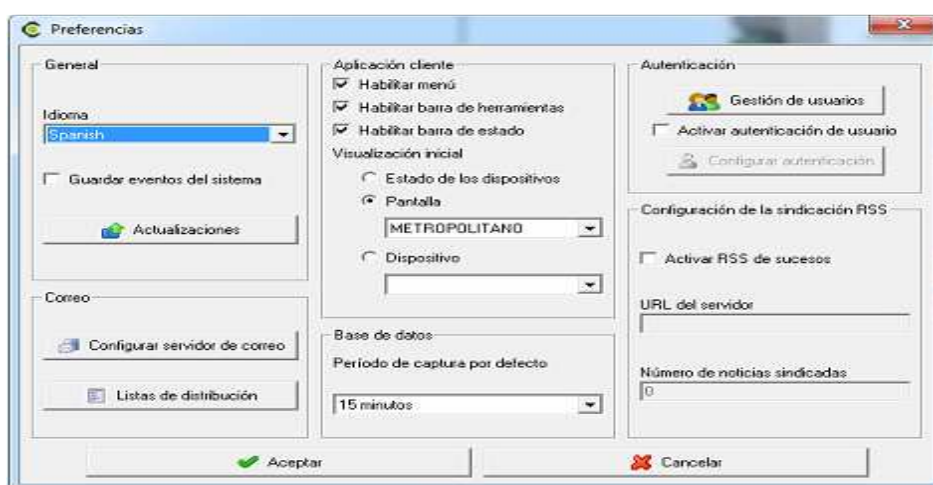 Preferencias
General
Idioma
Spanish
Guardar eventos del sistema
Actualizaciones
Correo
Configurar servidor de correo
Listas de distribución
Aplicación cliente
Habilitar menú
Habilitar barra de herramientas
Habilitar barra de estado
Visualización inicial
Estado de los dispositivos
Pantalla
METROPOLITANO
Dispositivo
Base de datos
Período de captura por defecto
15 minutos
Autenticación
Gestión de usuarios
Activar autenticación de usuario
Configurar autenticación
Configuración de la sindicación RSS
Activar RSS de sucesos
URL del servidor
Número de noticias sindicadas
0
Aceptar
Cancelar